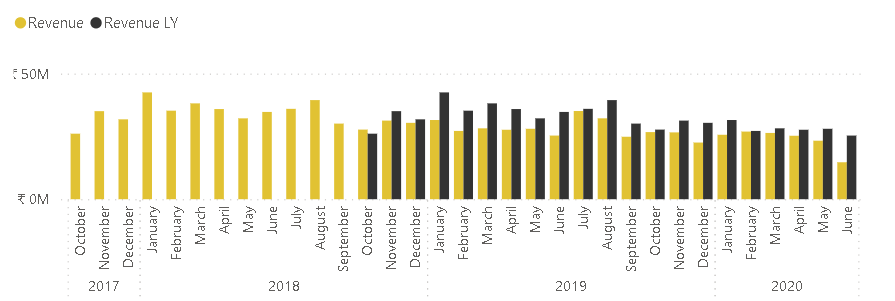 Revenue Revenue LY
₹50M
₹0M
October November December January February March April May June July August September October November December January February March April May June July August September October November December January February March April May June
2017 2018 2019 2020